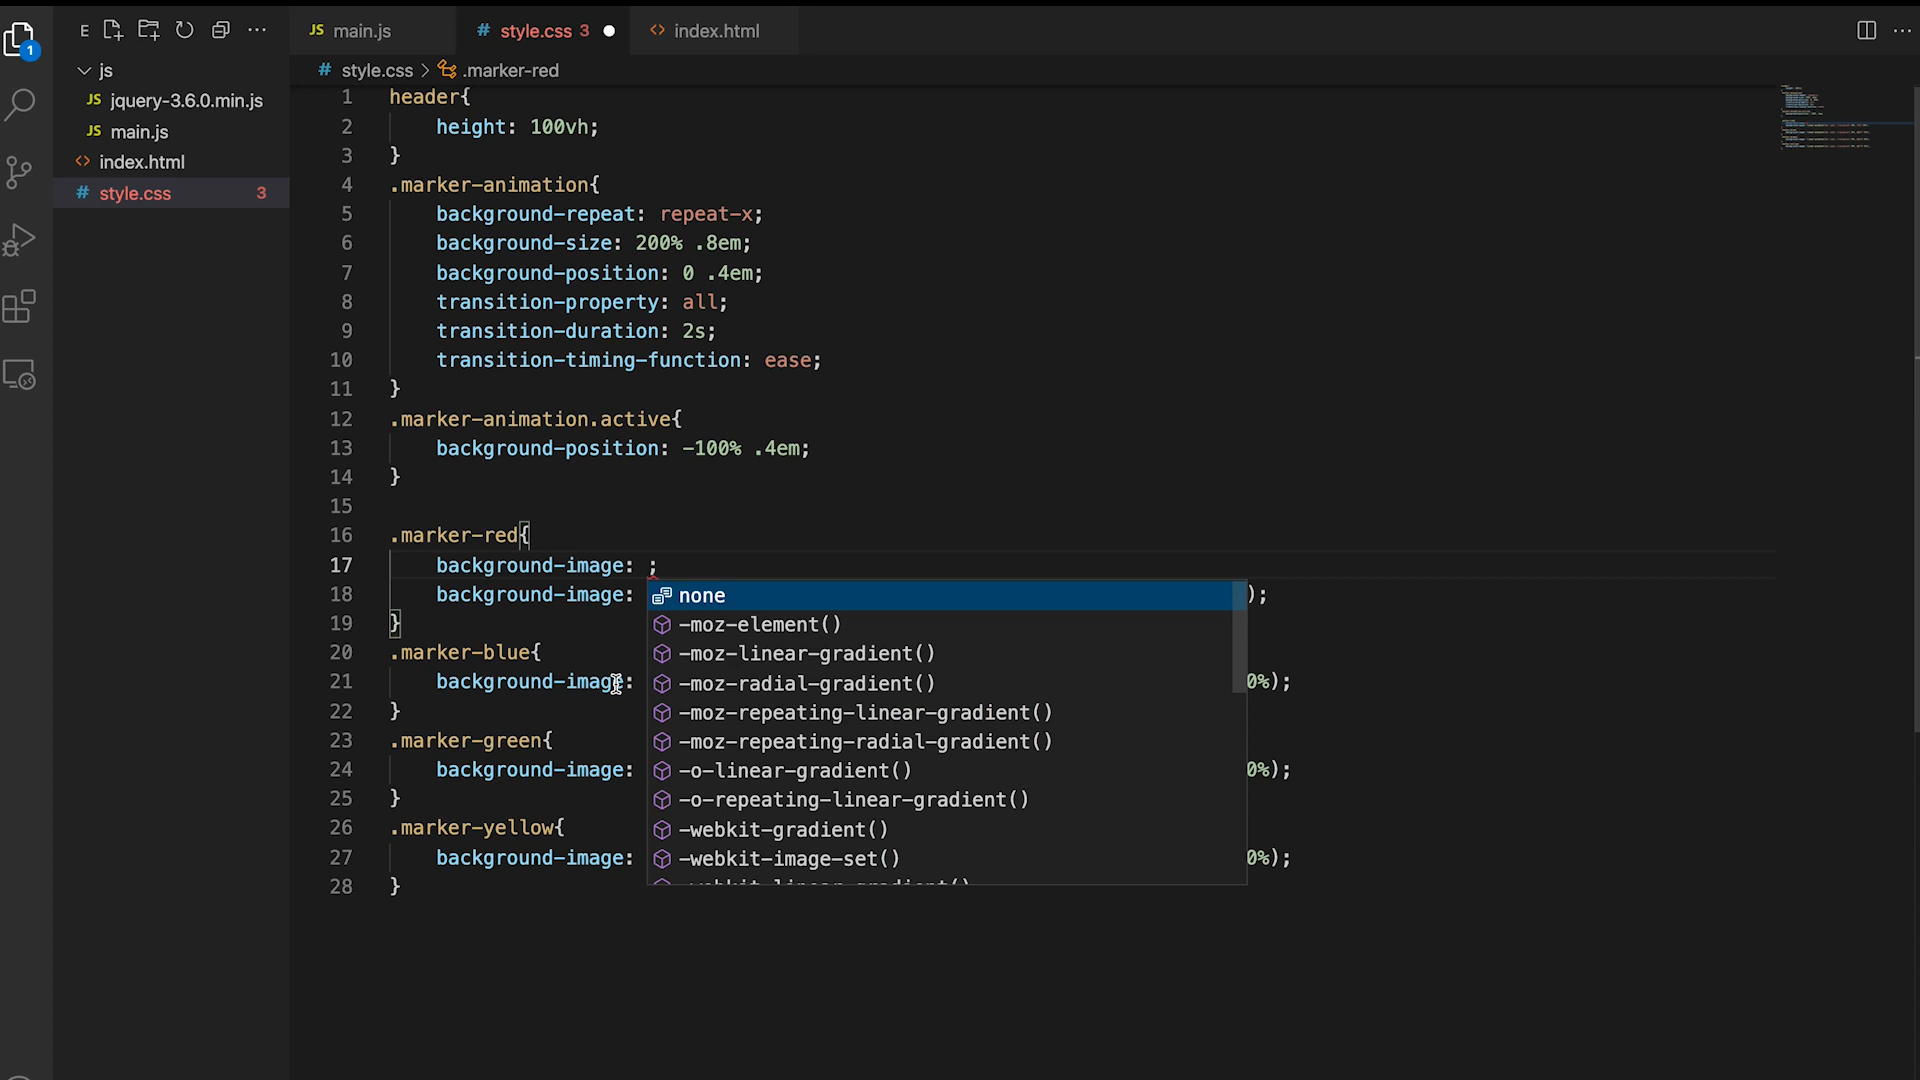 E
JS main.js
# style.css 3
<> index.html
1
js
JS jquery-3.6.0.min.js
JS main.js
<> index.html
# style.css 3
# style.css > .marker-red
1 header{
2 height: 100vh;
3 }
4 .marker-animation{
5 background-repeat: repeat-x;
6 background-size: 200% .8em;
7 background-position: 0 .4em;
8 transition-property: all;
9 transition-duration: 2s;
10 transition-timing-function: ease;
11 }
12 .marker-animation.active{
13 background-position: -100% .4em;
14 }
15
16 .marker-red{
17 background-image: ;
18 background-image: );
19 }
20 .marker-blue{
21 background-image: 0%);
22 }
23 .marker-green{
24 background-image: 0%);
25 }
26 .marker-yellow{
27 background-image: 0%);
28 }
none
-moz-element()
-moz-linear-gradient()
-moz-radial-gradient()
-moz-repeating-linear-gradient()
-moz-repeating-radial-gradient()
-o-linear-gradient()
-o-repeating-linear-gradient()
-webkit-gradient()
-webkit-image-set()